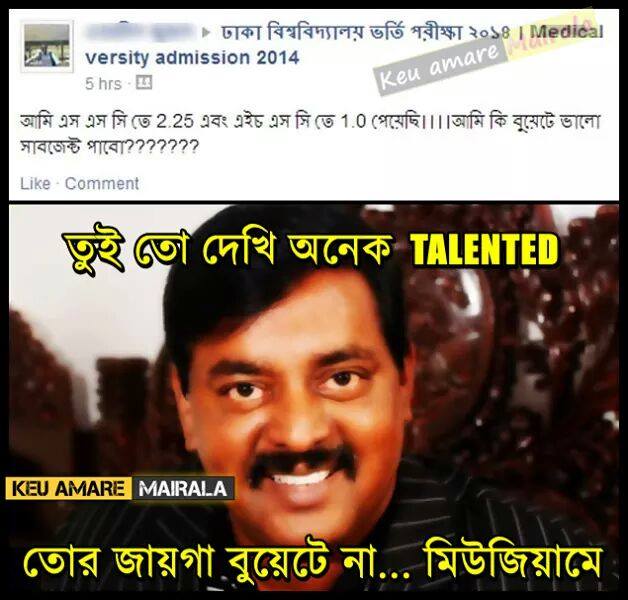 ঢাকা বিশ্ববিদ্যালয় ভর্তি পরীক্ষা ২০১৪ । Medical
versity admission 2014
5 hrs
Keu amare Mairala
আমি এস এস সি তে 2.25 এবং এইচ এস সি তে 1.0 পেয়েছি।।।।আমি কি বুয়েটে ভালো
সাবজেক্ট পাবো???????
Like · Comment
তুই তো দেখি অনেক TALENTED
KEU AMARE MAIRALA
তোর জায়গা বুয়েটে না... মিউজিয়ামে